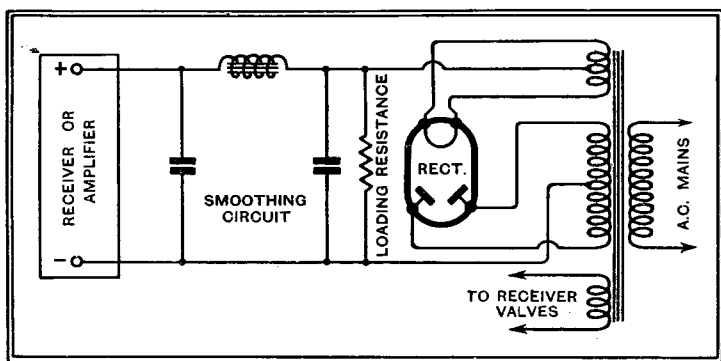 +
RECEIVER OR
AMPLIFIER
-
SMOOTHING
CIRCUIT
LOADING RESISTANCE
RECT.
A.C. MAINS
TO RECEIVER
VALVES